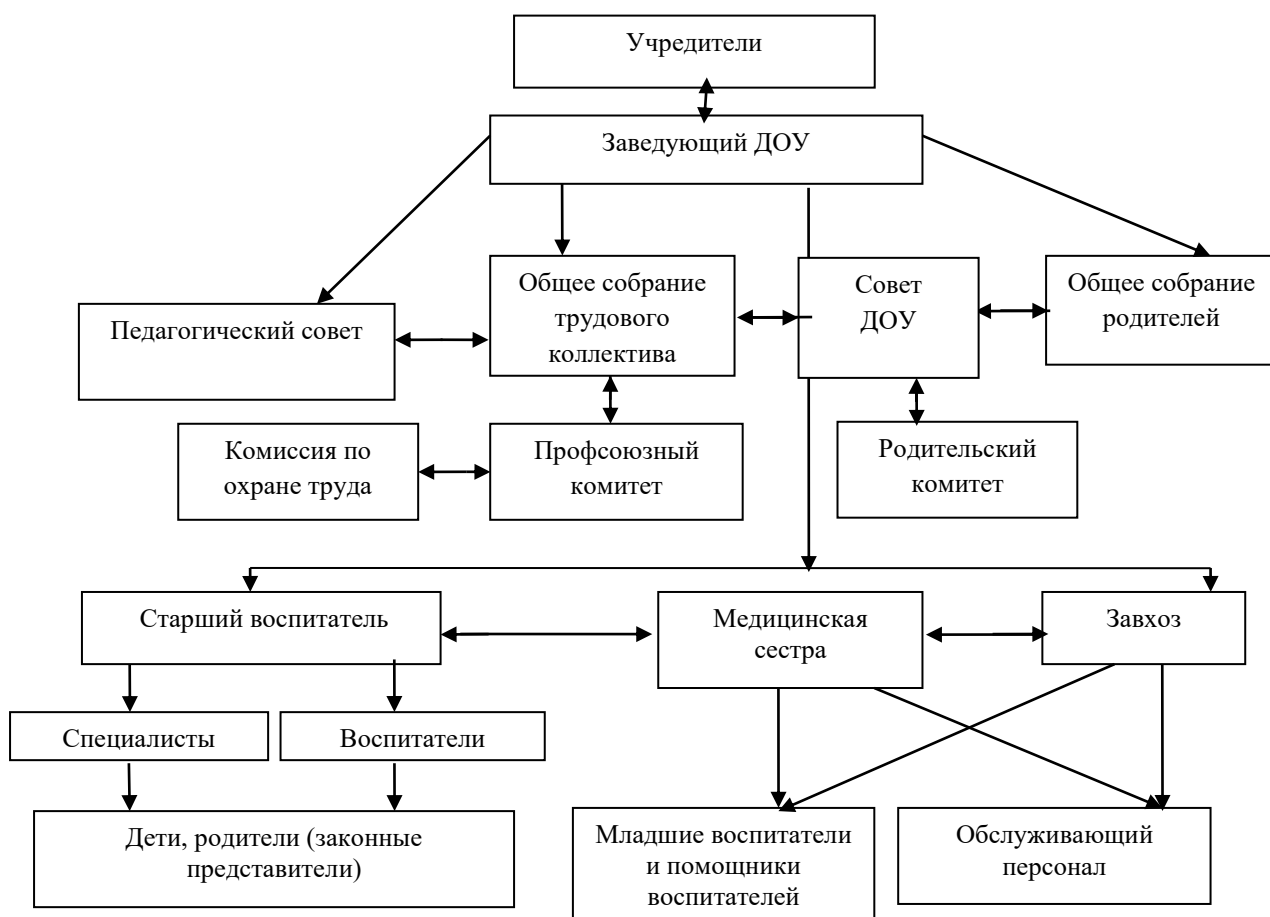 Учредители
Заведующий ДОУ
Педагогический совет
Общее собрание
трудового
коллектива
Совет
ДОУ
Общее собрание
родителей
Комиссия по
охране труда
Профсоюзный
комитет
Родительский
комитет
Старший воспитатель
Медицинская
сестра
Завхоз
Специалисты
Воспитатели
Дети, родители (законные
представители)
Младшие воспитатели
и помощники
воспитателей
Обслуживающий
персонал